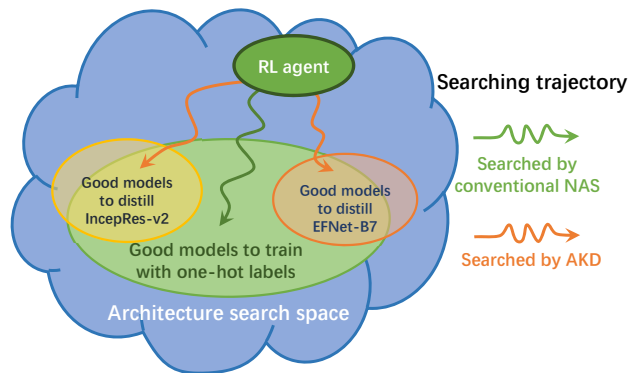 RL agent
Searching trajectory
Good models
to distill
IncepRes-v2
Good models
to distill
EFNet-B7
Good models to train
with one-hot labels
Architecture search space
Searched by
conventional NAS
Searched by AKD